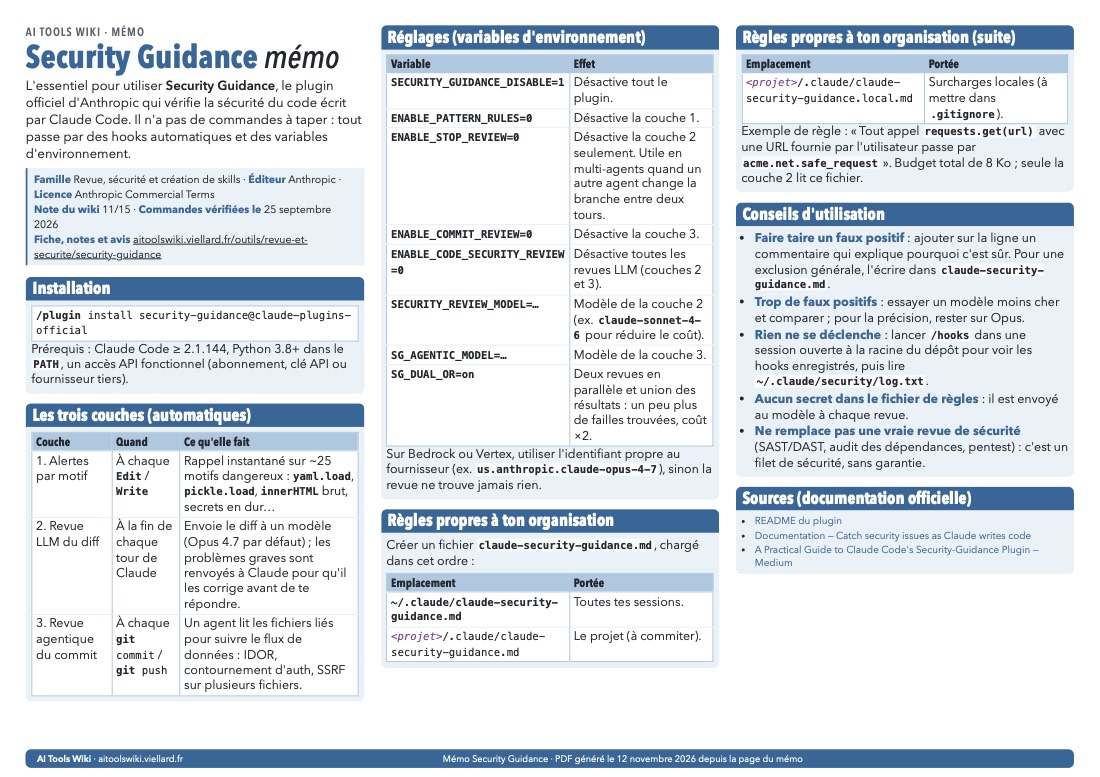 AI TOOLS WIKI · MÉMO
Security Guidance mémo
L'essentiel pour utiliser Security Guidance, le plugin
officiel d'Anthropic qui vérifie la sécurité du code écrit
par Claude Code. Il n'a pas de commandes à taper : tout
passe par des hooks automatiques et des variables
d'environnement.
Famille Revue, sécurité et création de skills · Éditeur Anthropic ·
Licence Anthropic Commercial Terms
Note du wiki 11/15 · Commandes vérifiées le 25 septembre
2026
Fiche, notes et avis aitoolswiki.viellard.fr/outils/revue-et-
securite/security-guidance
Installation
/plugin install security-guidance@claude-plugins-
official
Prérequis : Claude Code ≥ 2.1.144, Python 3.8+ dans le
PATH, un accès API fonctionnel (abonnement, clé API ou
fournisseur tiers).
Les trois couches (automatiques)
Couche Quand Ce qu'elle fait
1. Alertes
par motif
À chaque
Edit /
Write
Rappel instantané sur ~25
motifs dangereux : yaml.load,
pickle.load, innerHTML brut,
secrets en dur…
2. Revue
LLM du diff
À la fin de
chaque
tour de
Claude
Envoie le diff à un modèle
(Opus 4.7 par défaut) ; les
problèmes graves sont
renvoyés à Claude pour qu'il
les corrige avant de te
répondre.
3. Revue
agentique
du commit
À chaque
git
commit /
git push
Un agent lit les fichiers liés
pour suivre le flux de
données : IDOR,
contournement d'auth, SSRF
sur plusieurs fichiers.
Réglages (variables d'environnement)
Variable Effet
SECURITY_GUIDANCE_DISABLE=1 Désactive tout le
plugin.
ENABLE_PATTERN_RULES=0 Désactive la couche 1.
ENABLE_STOP_REVIEW=0 Désactive la couche 2
seulement. Utile en
multi-agents quand un
autre agent change la
branche entre deux
tours.
ENABLE_COMMIT_REVIEW=0 Désactive la couche 3.
ENABLE_CODE_SECURITY_REVIEW
=0
Désactive toutes les
revues LLM (couches 2
et 3).
SECURITY_REVIEW_MODEL=… Modèle de la couche 2
(ex. claude-sonnet-4-
6 pour réduire le coût).
SG_AGENTIC_MODEL=… Modèle de la couche 3.
SG_DUAL_OR=on Deux revues en
parallèle et union des
résultats : un peu plus
de failles trouvées, coût
×2.
Sur Bedrock ou Vertex, utiliser l'identifiant propre au
fournisseur (ex. us.anthropic.claude-opus-4-7), sinon la
revue ne trouve jamais rien.
Règles propres à ton organisation
Créer un fichier claude-security-guidance.md, chargé
dans cet ordre :
Emplacement Portée
~/.claude/claude-security-
guidance.md
Toutes tes sessions.
<projet>/.claude/claude-
security-guidance.md
Le projet (à commiter).
Règles propres à ton organisation (suite)
Emplacement Portée
<projet>/.claude/claude-
security-guidance.local.md
Surcharges locales (à
mettre dans
.gitignore).
Exemple de règle : « Tout appel requests.get(url) avec
une URL fournie par l'utilisateur passe par
acme.net.safe_request ». Budget total de 8 Ko ; seule la
couche 2 lit ce fichier.
Conseils d'utilisation
• Faire taire un faux positif : ajouter sur la ligne un
commentaire qui explique pourquoi c'est sûr. Pour une
exclusion générale, l'écrire dans claude-security-
guidance.md.
• Trop de faux positifs : essayer un modèle moins cher
et comparer ; pour la précision, rester sur Opus.
• Rien ne se déclenche : lancer /hooks dans une
session ouverte à la racine du dépôt pour voir les
hooks enregistrés, puis lire
~/.claude/security/log.txt.
• Aucun secret dans le fichier de règles : il est envoyé
au modèle à chaque revue.
• Ne remplace pas une vraie revue de sécurité
(SAST/DAST, audit des dépendances, pentest) : c'est un
filet de sécurité, sans garantie.
Sources (documentation officielle)
• README du plugin
• Documentation – Catch security issues as Claude writes code
• A Practical Guide to Claude Code's Security-Guidance Plugin –
Medium
AI Tools Wiki · aitoolswiki.viellard.fr
Mémo Security Guidance · PDF généré le 12 novembre 2026 depuis la page du mémo